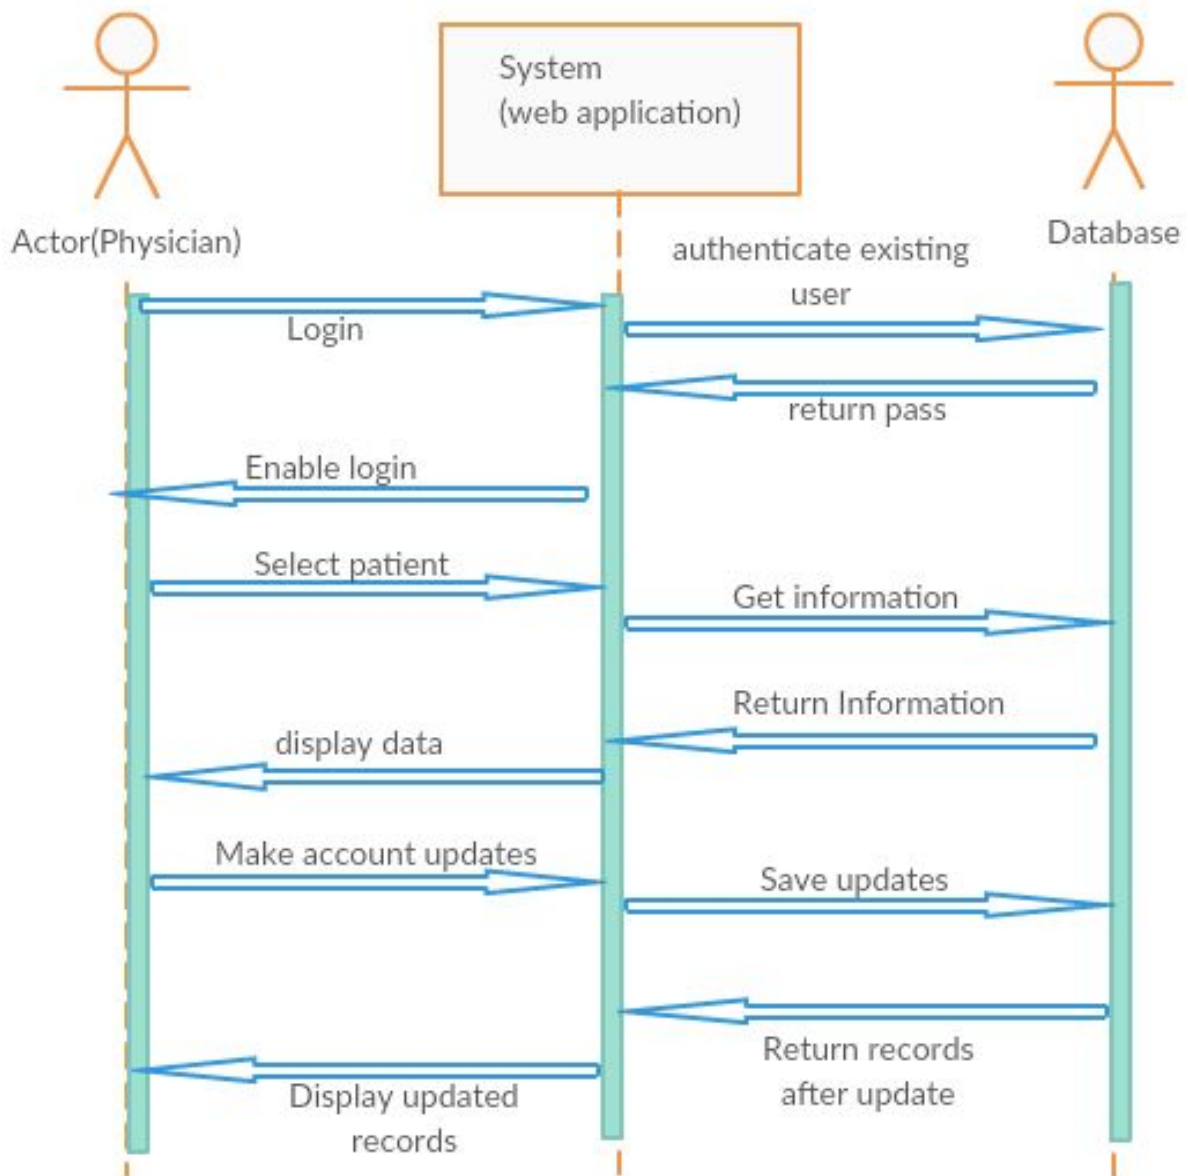 System
(web application)
Actor(Physician)
Database
authenticate existing
user
Login
return pass
Enable login
Select patient
Get information
Return Information
display data
Make account updates
Save updates
Return records
after update
Display updated
records